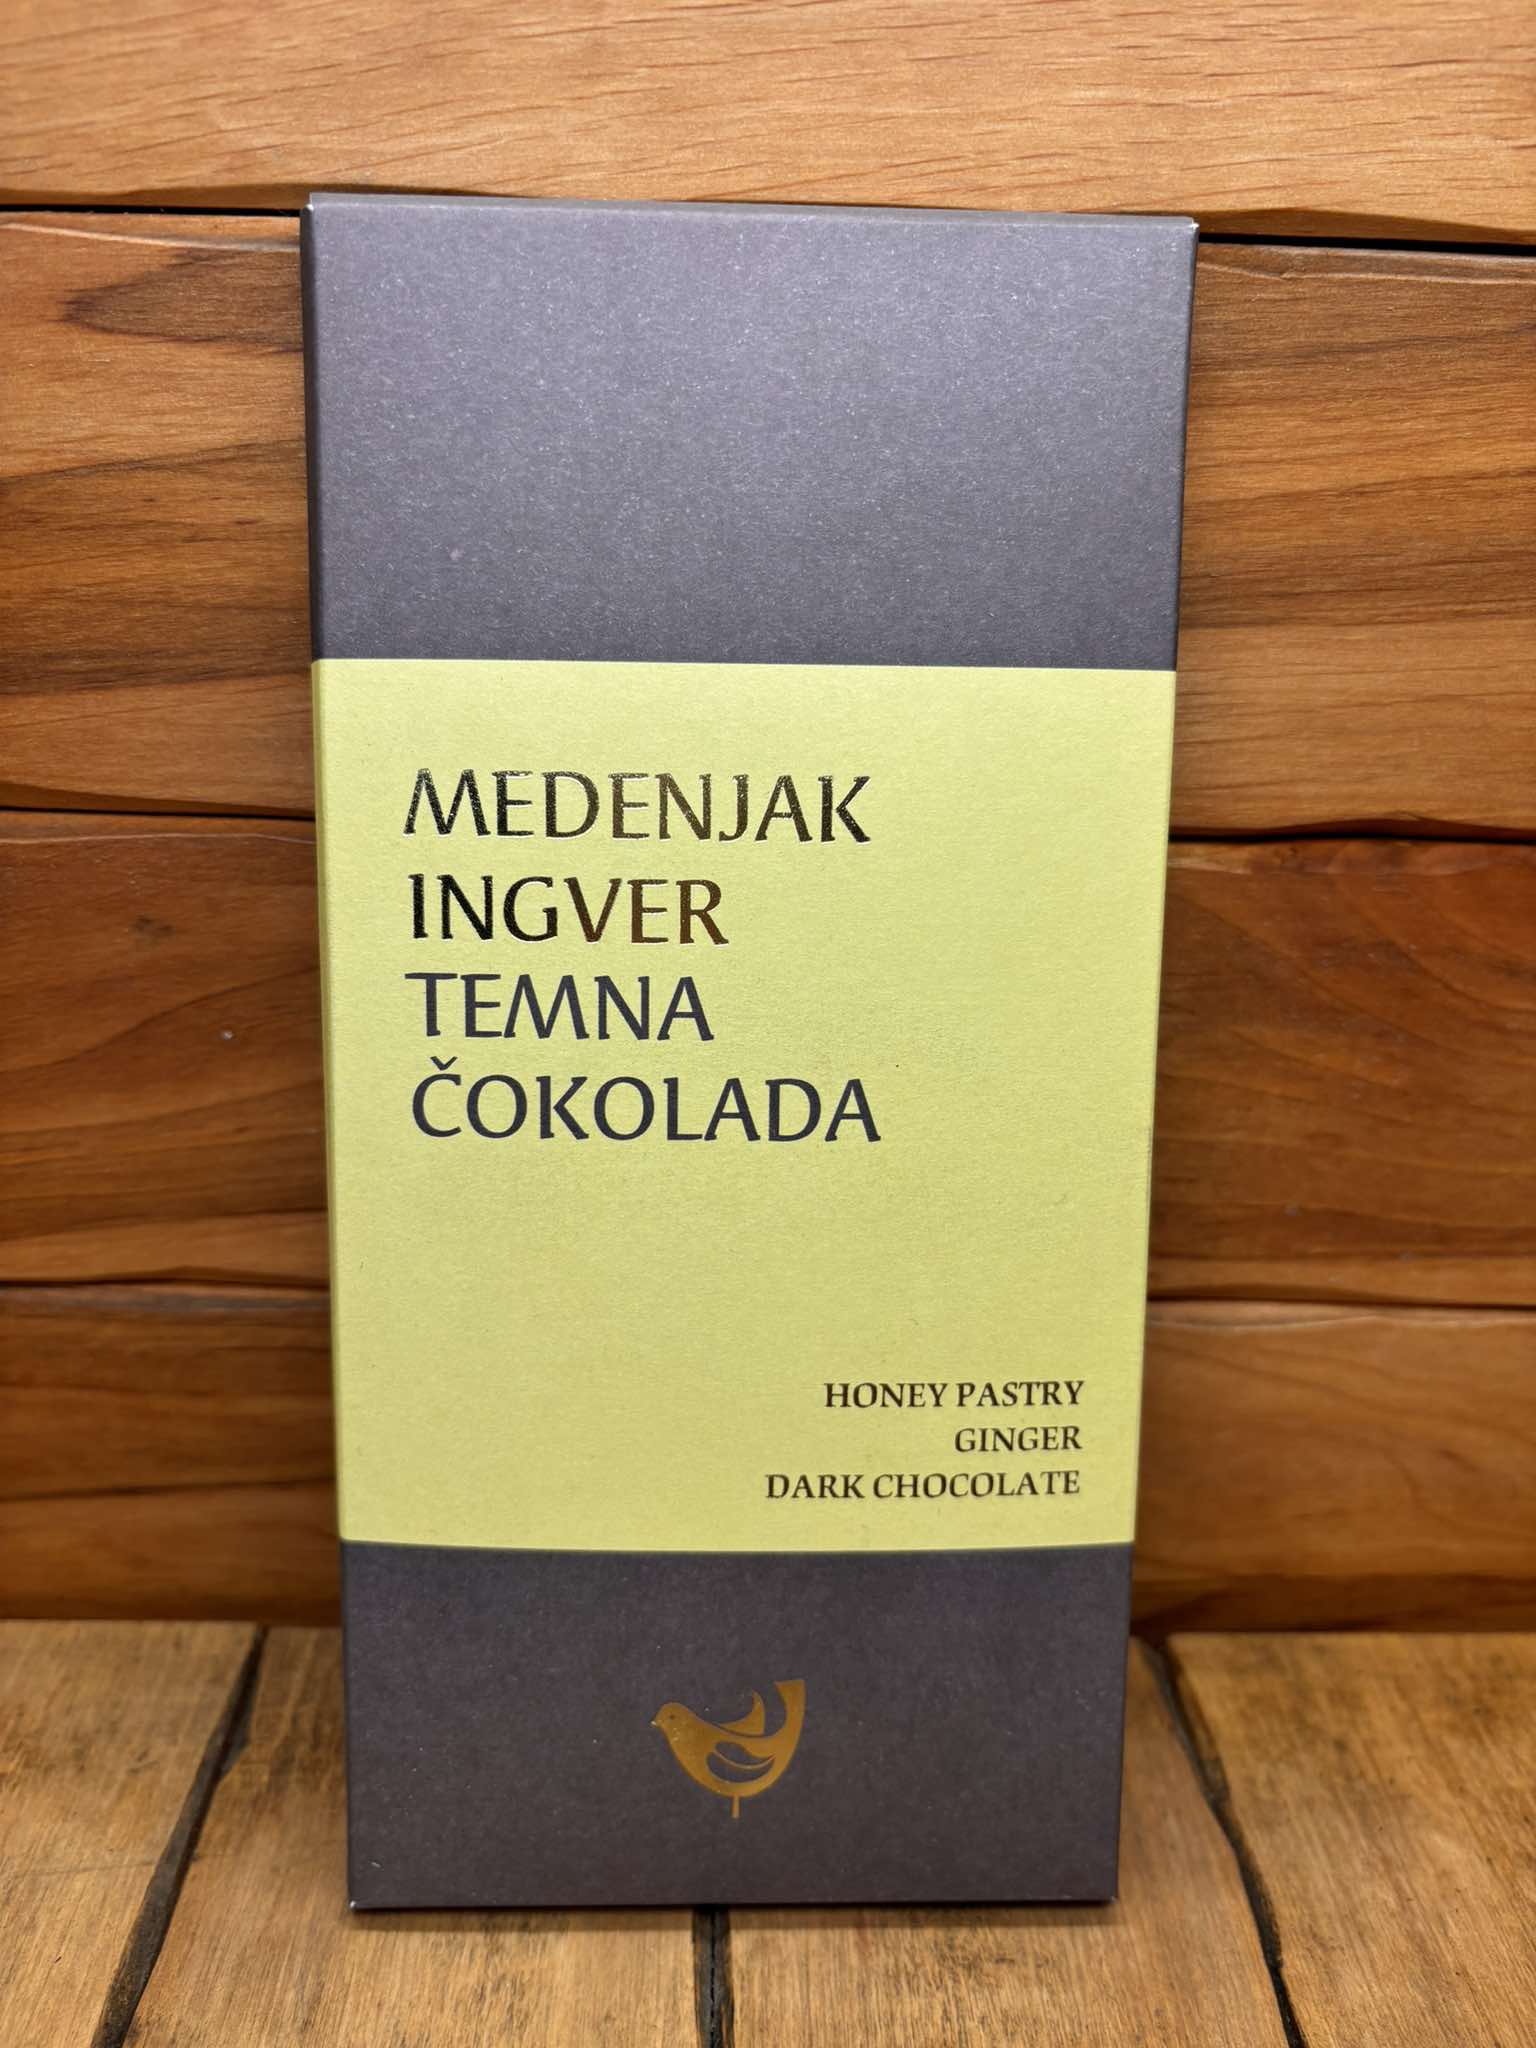 MEDENJAK
INGVER
TEMNA
ČOKOLADA
HONEY PASTRY
GINGER
DARK CHOCOLATE